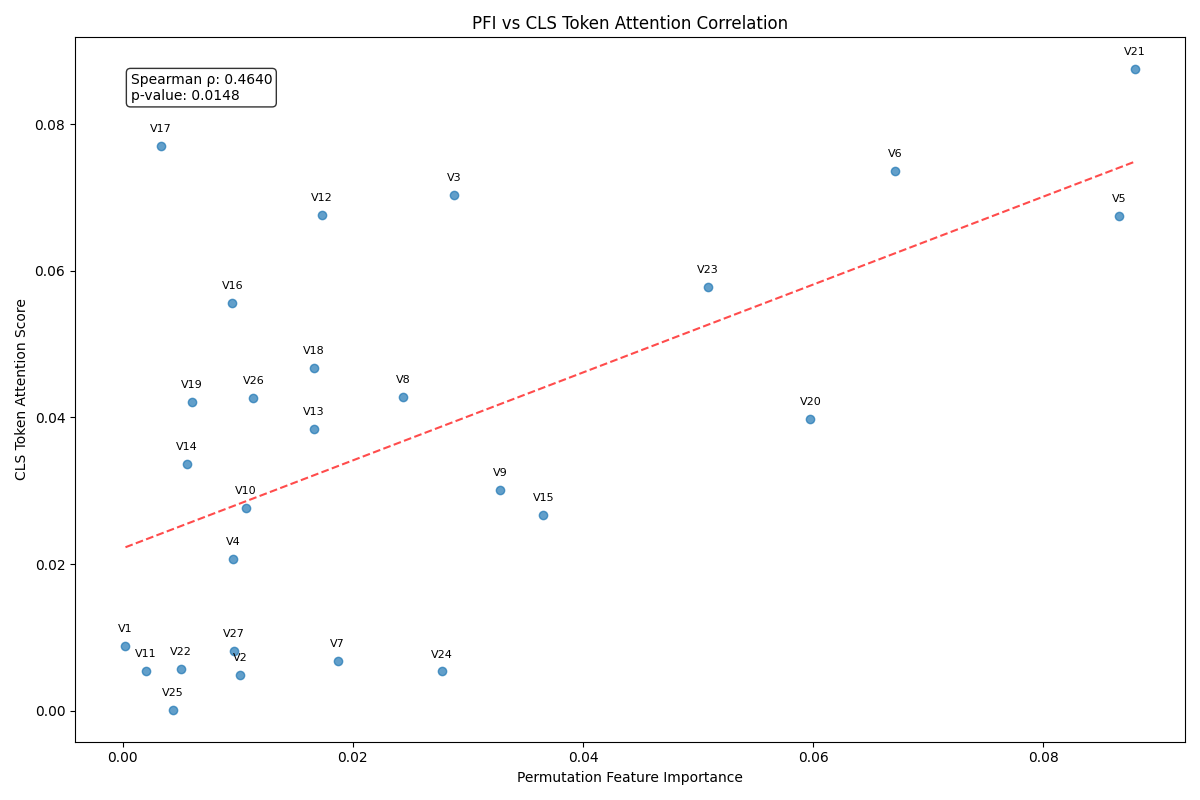 PFI vs CLS Token Attention Correlation
Spearman ρ: 0.4640
p-value: 0.0148
V21
V17
V6
V3
V12
V5
V23
V16
V18
V8
V26
V19
V20
V13
V14
V9
V10
V15
V4
V1
V27
V7
V11
V22
V2
V24
V25
0.08
0.06
0.04
0.02
0.00
CLS Token Attention Score
0.00
0.02
0.04
0.06
0.08
Permutation Feature Importance